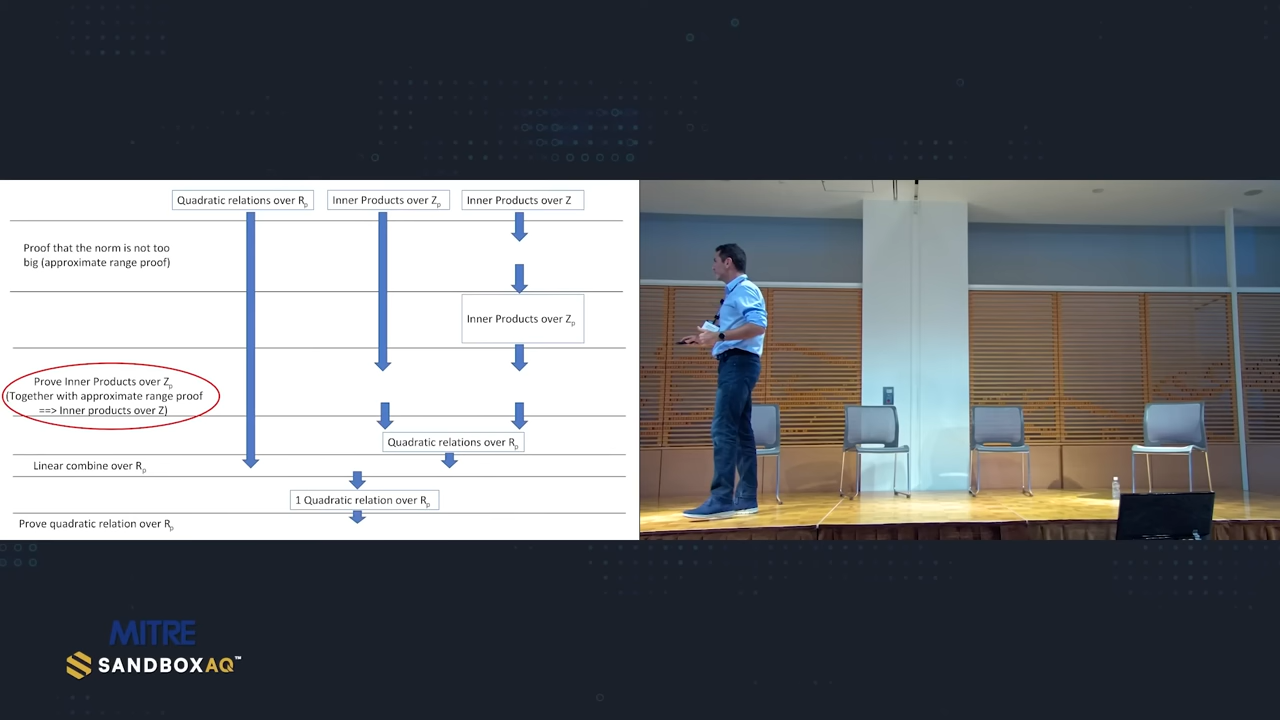 Quadratic relations over Rp
Inner Products over Zp
Inner Products over Z
Proof that the norm is not too
big (approximate range proof)
Inner Products over Zp
Prove Inner Products over Zp
(Together with approximate range proof
==> Inner products over Z)
Quadratic relations over Rp
Linear combine over Rp
1 Quadratic relation over Rp
Prove quadratic relation over Rp
MITRE
SANDBOXAQ™